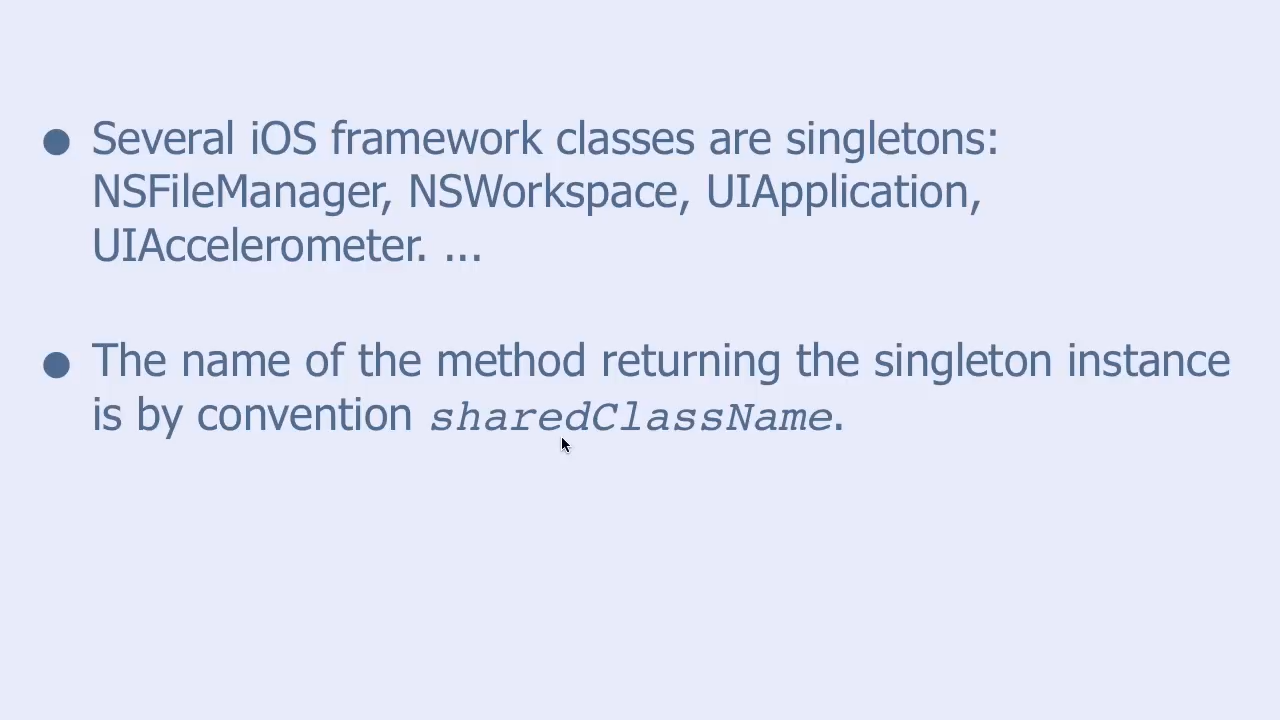 ● Several iOS framework classes are singletons:
NSFileManager, NSWorkspace, UIApplication,
UIAccelerometer. ...
● The name of the method returning the singleton instance
is by convention sharedClassName.